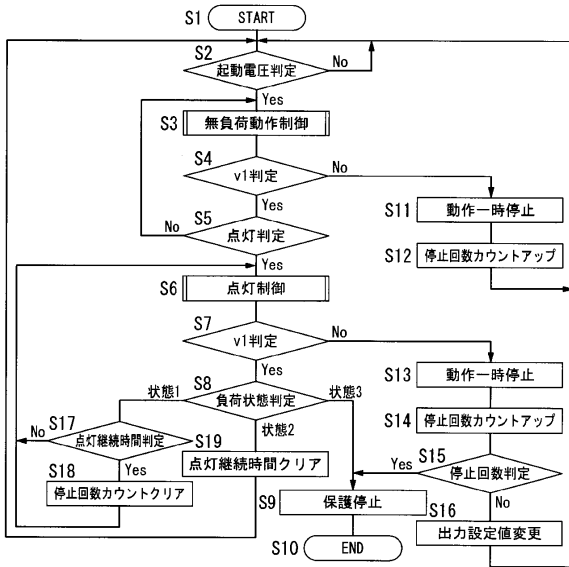 S1 START
S2 起動電圧判定 No
Yes
S3 無負荷動作制御
S4 v1判定 No
Yes
S5 点灯判定 No
Yes
S11 動作一時停止
S12 停止回数カウントアップ
S6 点灯制御
S7 v1判定 No
Yes
S8 負荷状態判定
状態1
状態2
状態3
S13 動作一時停止
S14 停止回数カウントアップ
S15 停止回数判定
Yes
No
S16 出力設定値変更
S17 点灯継続時間判定
No
Yes
S18 停止回数カウントクリア
S19 点灯継続時間クリア
S9 保護停止
S10 END